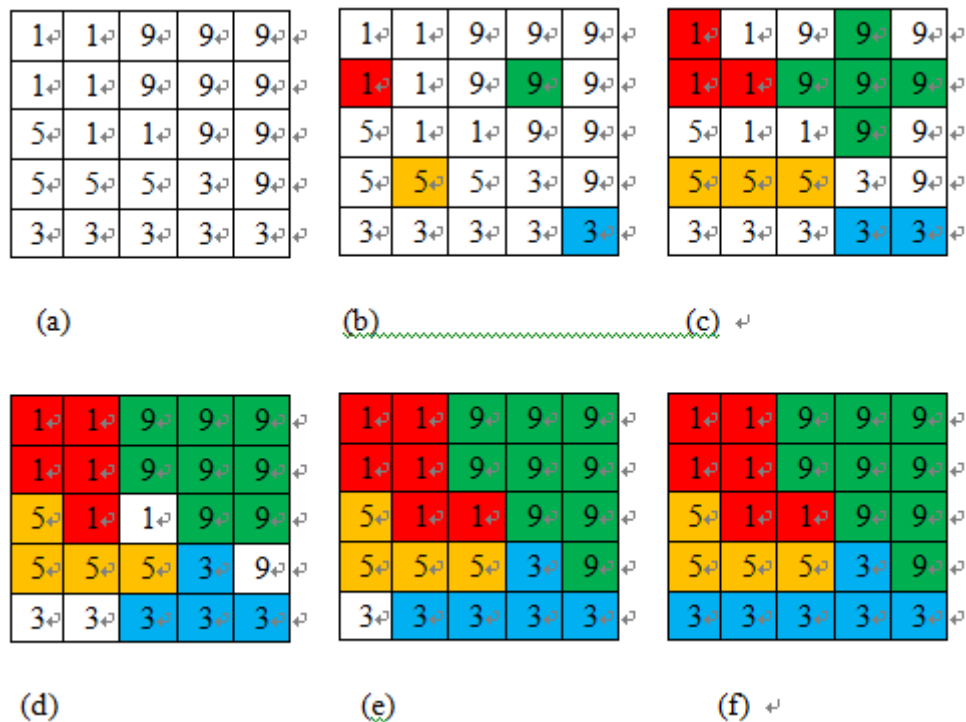 1 1 9 9 9 1 1 9 9 9 1 1 9 9 9
1 1 9 9 9 1 1 9 9 9 1 1 9 9 9
5 1 1 9 9 5 1 1 9 9 5 1 1 9 9
5 5 5 3 9 5 5 5 3 9 5 5 5 3 9
3 3 3 3 3 3 3 3 3 3 3 3 3 3 3
(a) (b) (c)
1 1 9 9 9 1 1 9 9 9 1 1 9 9 9
1 1 9 9 9 1 1 9 9 9 1 1 9 9 9
5 1 1 9 9 5 1 1 9 9 5 1 1 9 9
5 5 5 3 9 5 5 5 3 9 5 5 5 3 9
3 3 3 3 3 3 3 3 3 3 3 3 3 3 3
(d) (e) (f)